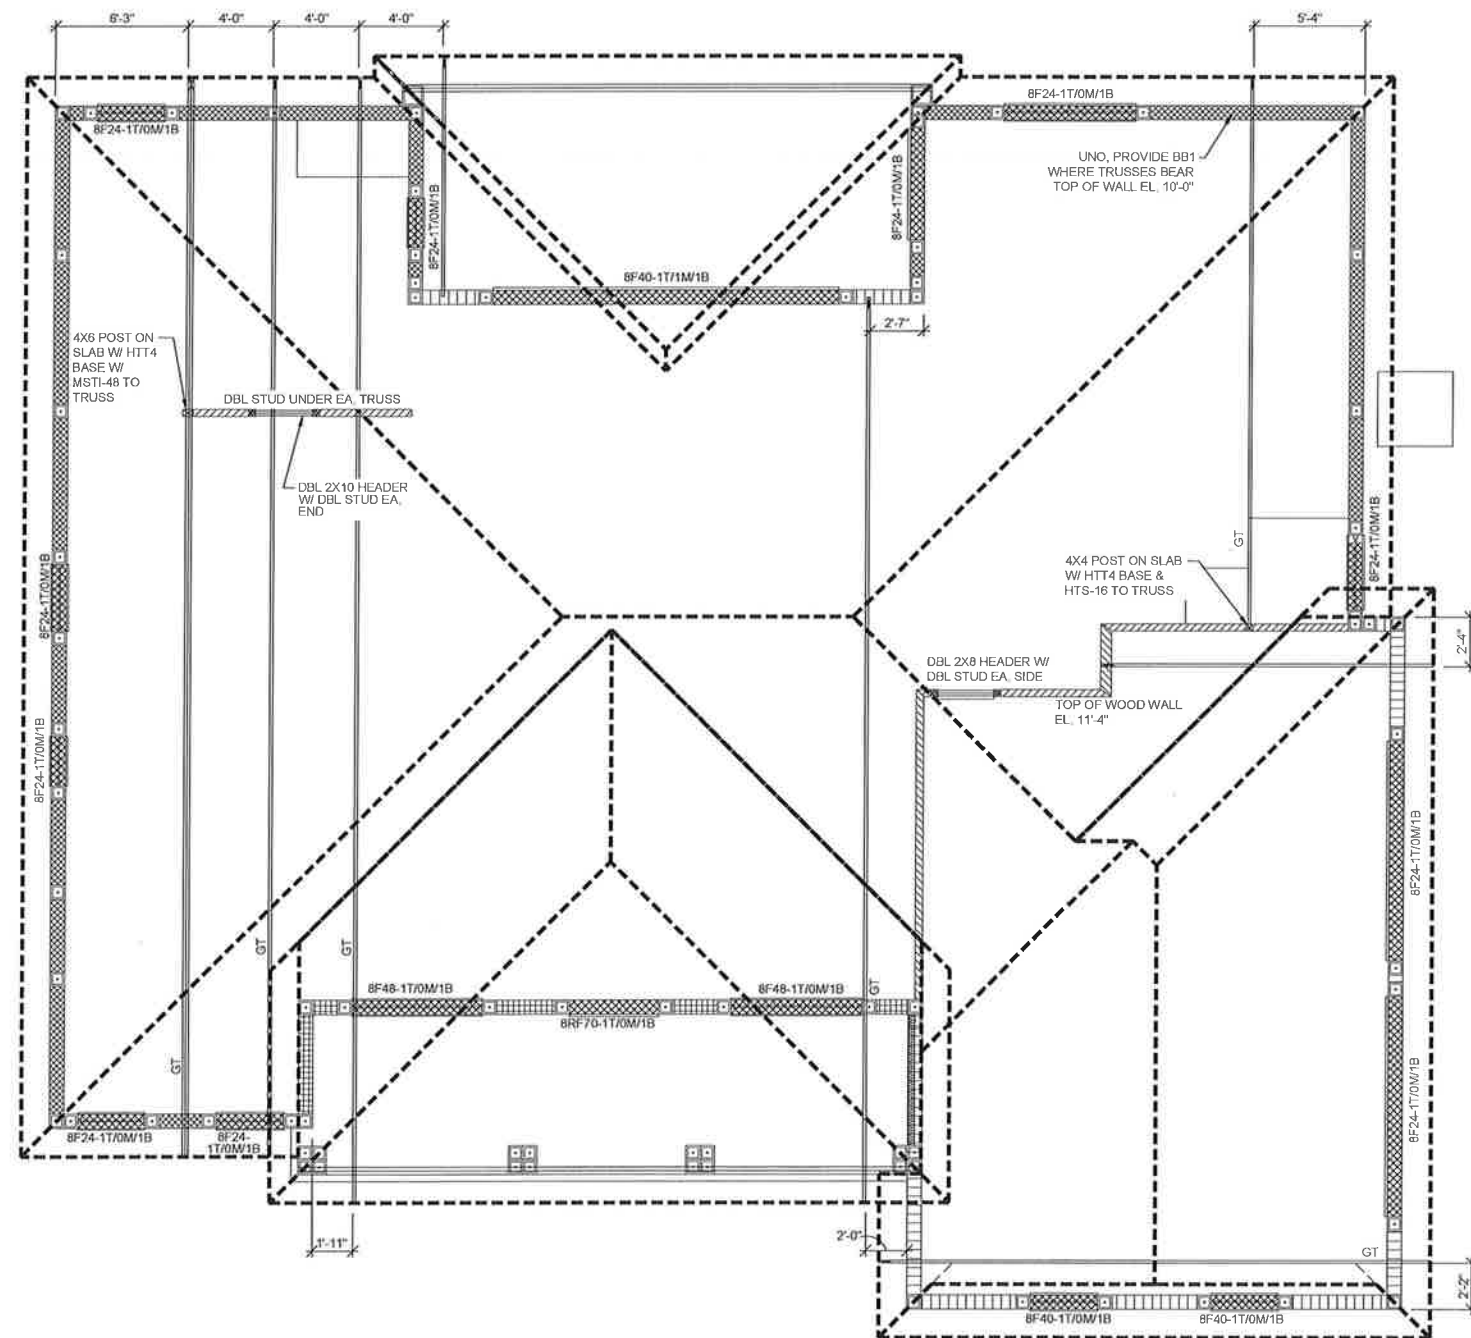 6'-3"
4'-0"
4'-0"
4'-0"
5'-4"
8F24-1T/0M/1B
8F24-1T/0M/1B
UNO, PROVIDE BB1
WHERE TRUSSES BEAR
TOP OF WALL EL, 10'-0"
8F24-1T/0M/1B
8F24-1T/0M/1B
8F40-1T/1M/1B
2'-7"
4X6 POST ON
SLAB W/ HTT4
BASE W/
MSTI-48 TO
TRUSS
DBL STUD UNDER EA, TRUSS
DBL 2X10 HEADER
W/ DBL STUD EA,
END
GT
8F24-1T/0M/1B
4X4 POST ON SLAB
W/ HTT4 BASE &
HTS-16 TO TRUSS
8F24-1T/0M/1B
2'-4"
DBL 2X8 HEADER W/
DBL STUD EA, SIDE
TOP OF WOOD WALL
EL, 11'-4"
8F24-1T/0M/1B
8F24-1T/0M/1B
GT
GT
GT
8F48-1T/0M/1B
8F48-1T/0M/1B
8RF70-1T/0M/1B
GT
8F24-1T/0M/1B
8F24-1T/0M/1B
8F24-
1T/0M/1B
1'-11"
2'-0"
GT
2'-2"
8F40-1T/0M/1B
8F40-1T/0M/1B